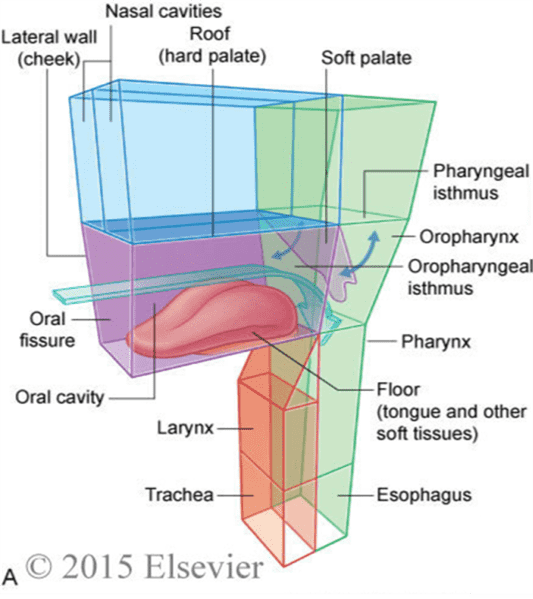 Nasal cavities
Lateral wall
(cheek)
Roof
(hard palate)
Soft palate
Pharyngeal
isthmus
Oropharynx
Oropharyngeal
isthmus
Oral
fissure
Pharynx
Oral cavity
Floor
(tongue and other
soft tissues)
Larynx
Trachea
Esophagus
A © 2015 Elsevier